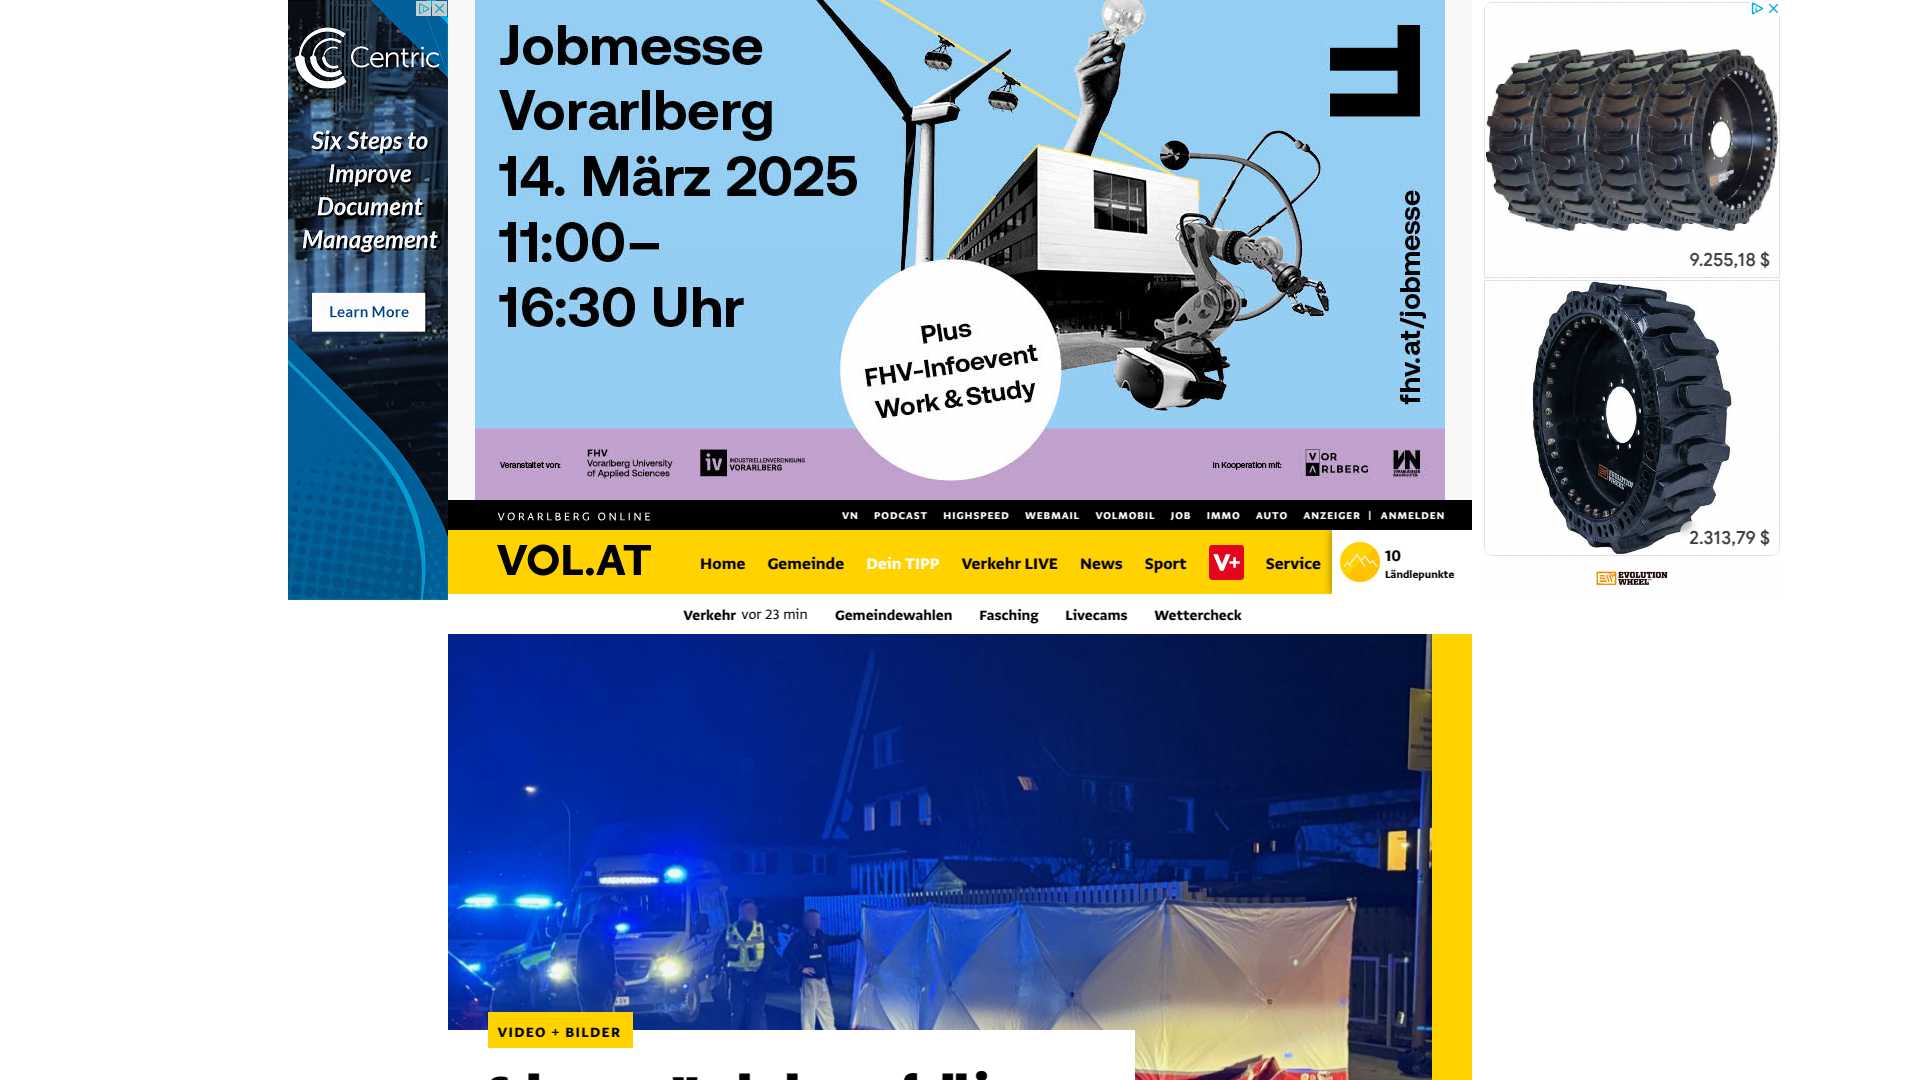 Centric
Six Steps to
Improve
Document
Management
Learn More
Jobmesse
Vorarlberg
14. März 2025
11:00–
16:30 Uhr
Plus
FHV-Infoevent
Work & Study
fhv.at/jobmesse
Veranstaltet von:
FHV
Vorarlberg University
of Applied Sciences
iv
INDUSTRIELLENVEREINIGUNG
VORARLBERG
In Kooperation mit:
VOR
ARLBERG
VN
9.255,18 $
2.313,79 $
EVOLUTION
WHEEL
VORARLBERG ONLINE
VN PODCAST HIGHSPEED WEBMAIL VOLMOBIL JOB IMMO AUTO ANZEIGER | ANMELDEN
VOL.AT
Home Gemeinde Dein TIPP Verkehr LIVE News Sport V+ Service
10
Ländlepunkte
Verkehr vor 23 min Gemeindewahlen Fasching Livecams Wettercheck
VIDEO + BILDER